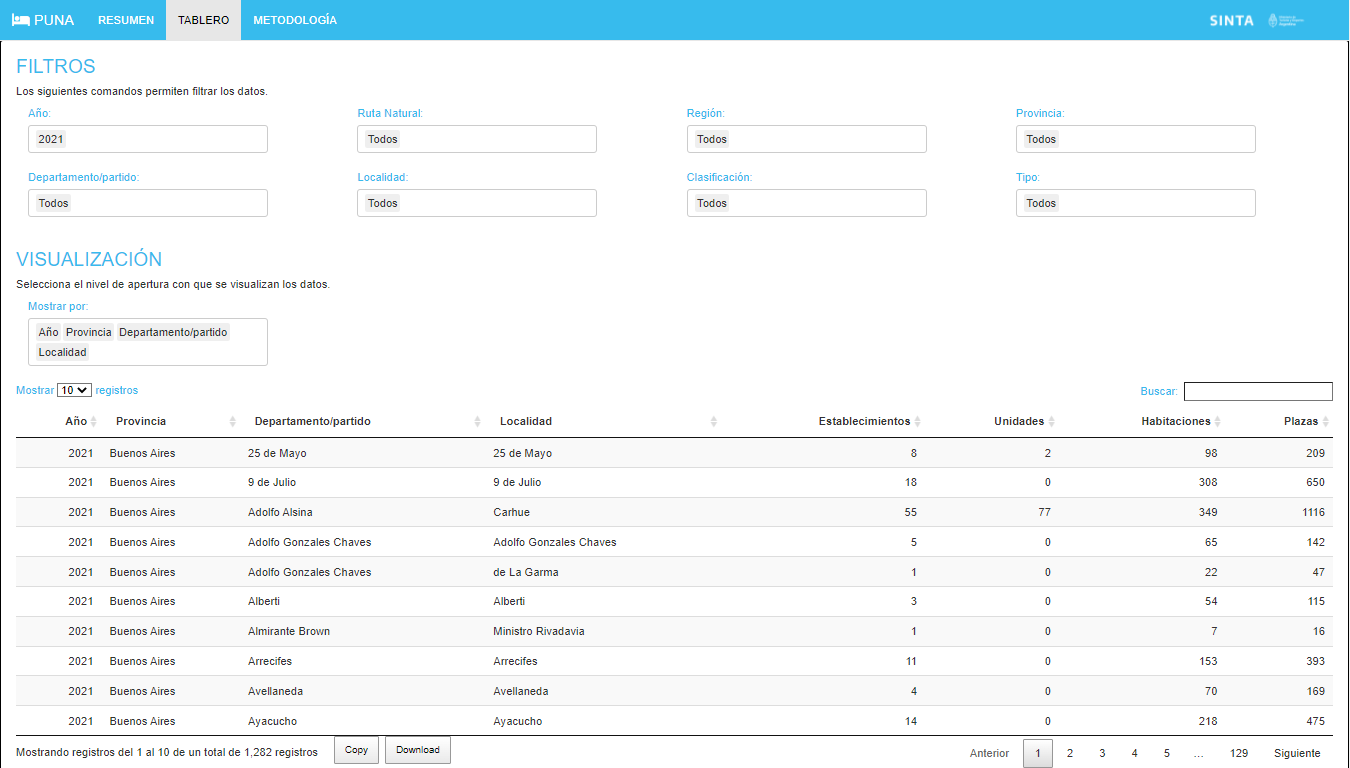 PUNA RESUMEN TABLERO METODOLOGÍA SINTA
FILTROS
Los siguientes comandos permiten filtrar los datos.
Año: Ruta Natural: Región: Provincia:
2021 Todos Todos Todos
Departamento/partido: Localidad: Clasificación: Tipo:
Todos Todos Todos Todos
VISUALIZACIÓN
Selecciona el nivel de apertura con que se visualizan los datos.
Mostrar por:
Año Provincia Departamento/partido
Localidad
Mostrar 10 registros Buscar:
Año Provincia Departamento/partido Localidad Establecimientos Unidades Habitaciones Plazas
2021 Buenos Aires 25 de Mayo 25 de Mayo 8 2 98 209
2021 Buenos Aires 9 de Julio 9 de Julio 18 0 308 650
2021 Buenos Aires Adolfo Alsina Carhue 55 77 349 1116
2021 Buenos Aires Adolfo Gonzales Chaves Adolfo Gonzales Chaves 5 0 65 142
2021 Buenos Aires Adolfo Gonzales Chaves de La Garma 1 0 22 47
2021 Buenos Aires Alberti Alberti 3 0 54 115
2021 Buenos Aires Almirante Brown Ministro Rivadavia 1 0 7 16
2021 Buenos Aires Arrecifes Arrecifes 11 0 153 393
2021 Buenos Aires Avellaneda Avellaneda 4 0 70 169
2021 Buenos Aires Ayacucho Ayacucho 14 0 218 475
Mostrando registros del 1 al 10 de un total de 1,282 registros Copy Download Anterior 1 2 3 4 5 … 129 Siguiente